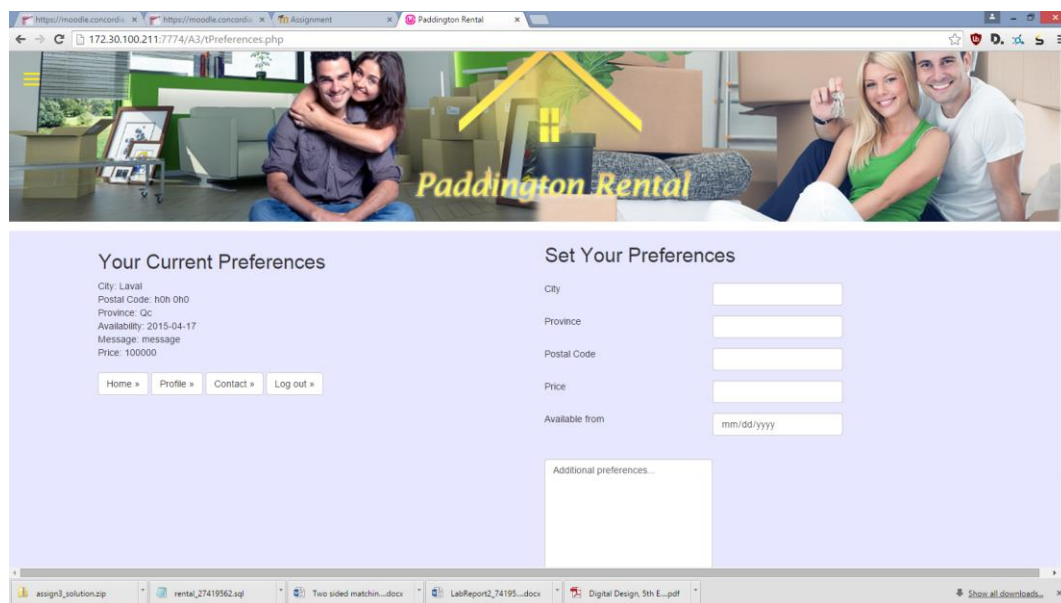 https://moodle.concordia
https://moodle.concordia
Assignment
Paddington Rental
172.30.100.211:7774/A3/tPreferences.php
Paddington Rental
Your Current Preferences
City: Laval
Postal Code: h0h 0h0
Province: Qc
Availability: 2015-04-17
Message: message
Price: 100000
Home »
Profile »
Contact »
Log out »
Set Your Preferences
City
Province
Postal Code
Price
Available from
mm/dd/yyyy
Additional preferences...
assign3_solution.zip
rental_27419562.sql
Two sided matchin....docx
LabReport2_74195....docx
Digital Design, 5th E....pdf
Show all downloads...